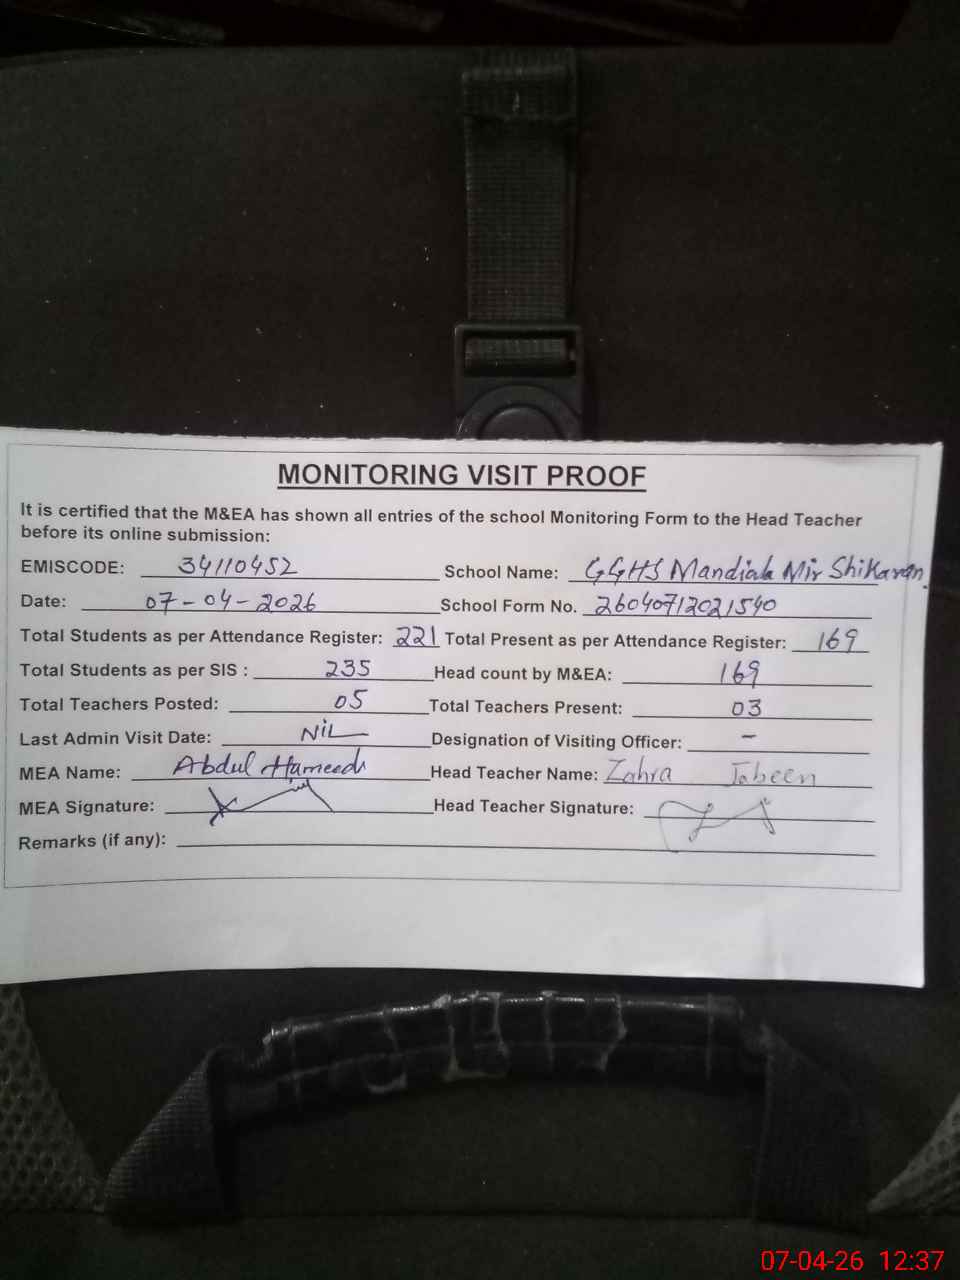 MONITORING VISIT PROOF
It is certified that the M&EA has shown all entries of the school Monitoring Form to the Head Teacher
before its online submission:
EMISCODE: 34110452 School Name: GGHS Mandiala Mir Shikaran
Date: 07-04-2026 School Form No. 26040712021540
Total Students as per Attendance Register: 221 Total Present as per Attendance Register: 169
Total Students as per SIS : 235 Head count by M&EA: 169
Total Teachers Posted: 05 Total Teachers Present: 03
Last Admin Visit Date: NiL Designation of Visiting Officer: -
MEA Name: Abdul Hameed Head Teacher Name: Zahra Jabeen
MEA Signature: Head Teacher Signature:
Remarks (if any):
07-04-26 12:37